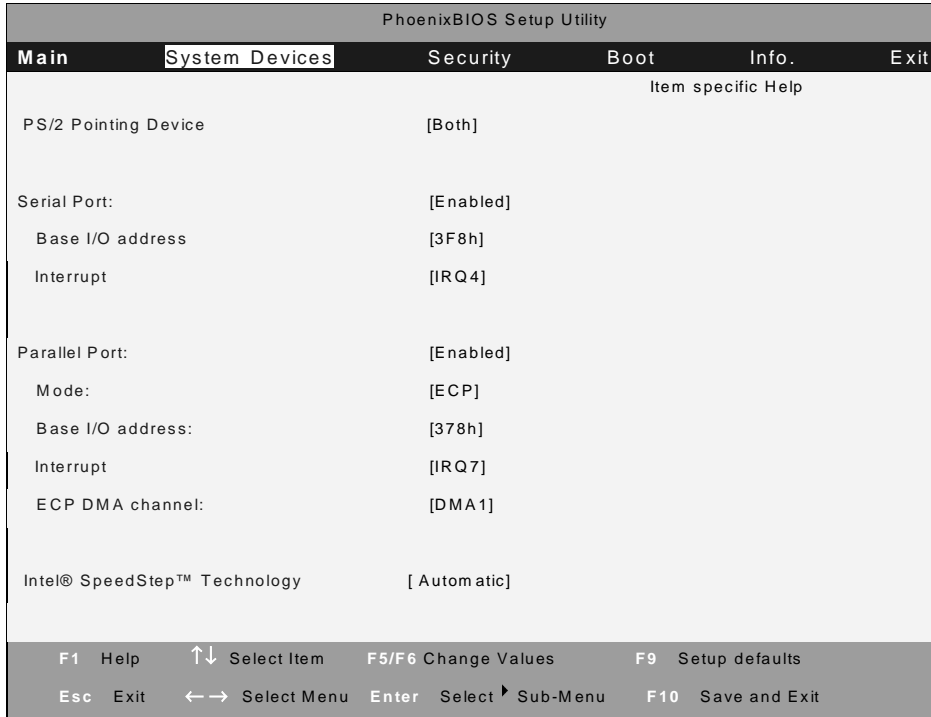 PhoenixBIOS Setup Utility
Main System Devices Security Boot Info. Exit
Item specific Help
PS/2 Pointing Device [Both]
Serial Port: [Enabled]
Base I/O address [3F8h]
Interrupt [IRQ4]
Parallel Port: [Enabled]
Mode: [ECP]
Base I/O address: [378h]
Interrupt [IRQ7]
ECP DMA channel: [DMA1]
Intel® SpeedStep™ Technology [ Automatic]
F1 Help ↑↓ Select Item F5/F6 Change Values F9 Setup defaults
Esc Exit ←→ Select Menu Enter Select ▶ Sub-Menu F10 Save and Exit